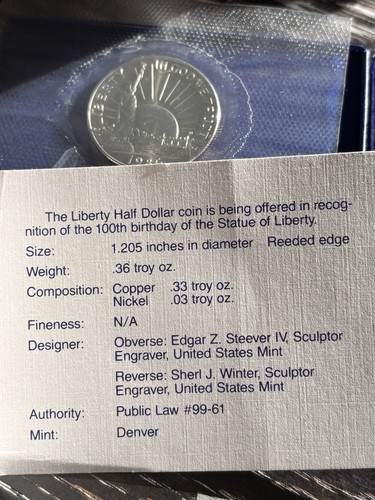 LIBERTY
1986
The Liberty Half Dollar coin is being offered in recog-
nition of the 100th birthday of the Statue of Liberty.
Size: 1.205 inches in diameter Reeded edge
Weight: .36 troy oz.
Composition: Copper .33 troy oz.
Nickel .03 troy oz.
Fineness: N/A
Designer: Obverse: Edgar Z. Steever IV, Sculptor
Engraver, United States Mint
Reverse: Sherl J. Winter, Sculptor
Engraver, United States Mint
Authority: Public Law #99-61
Mint: Denver